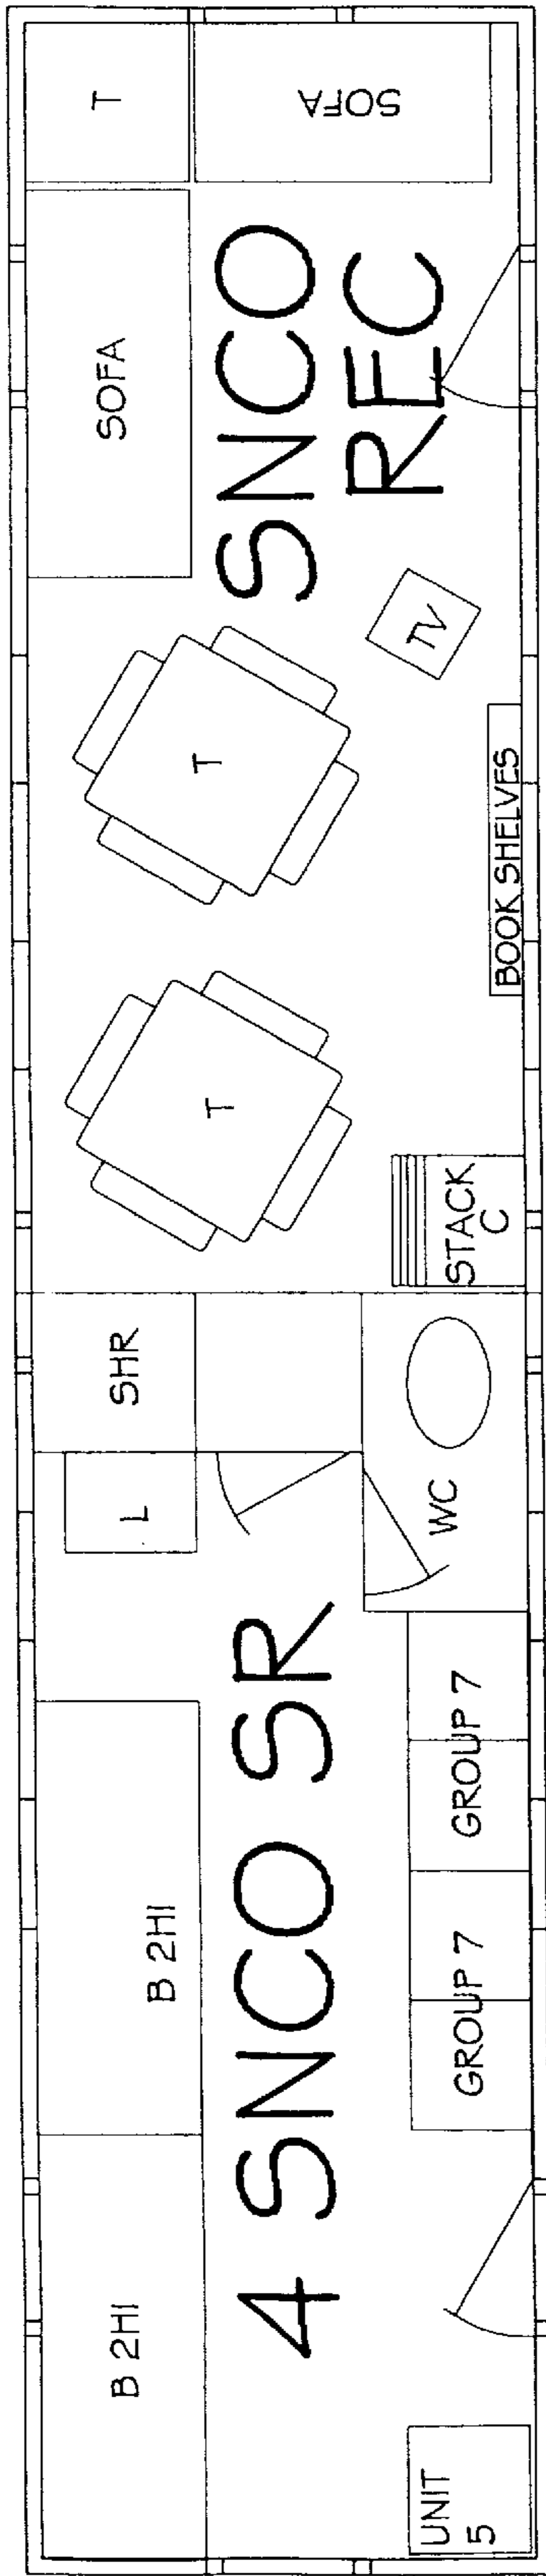 T
SOFA
SOFA
SNCO
REC
TV
T
BOOK SHELVES
T
STACK
C
SHR
L
WC
4 SNCO SR
GROUP 7
B 2HI
GROUP 7
B 2HI
UNIT
5